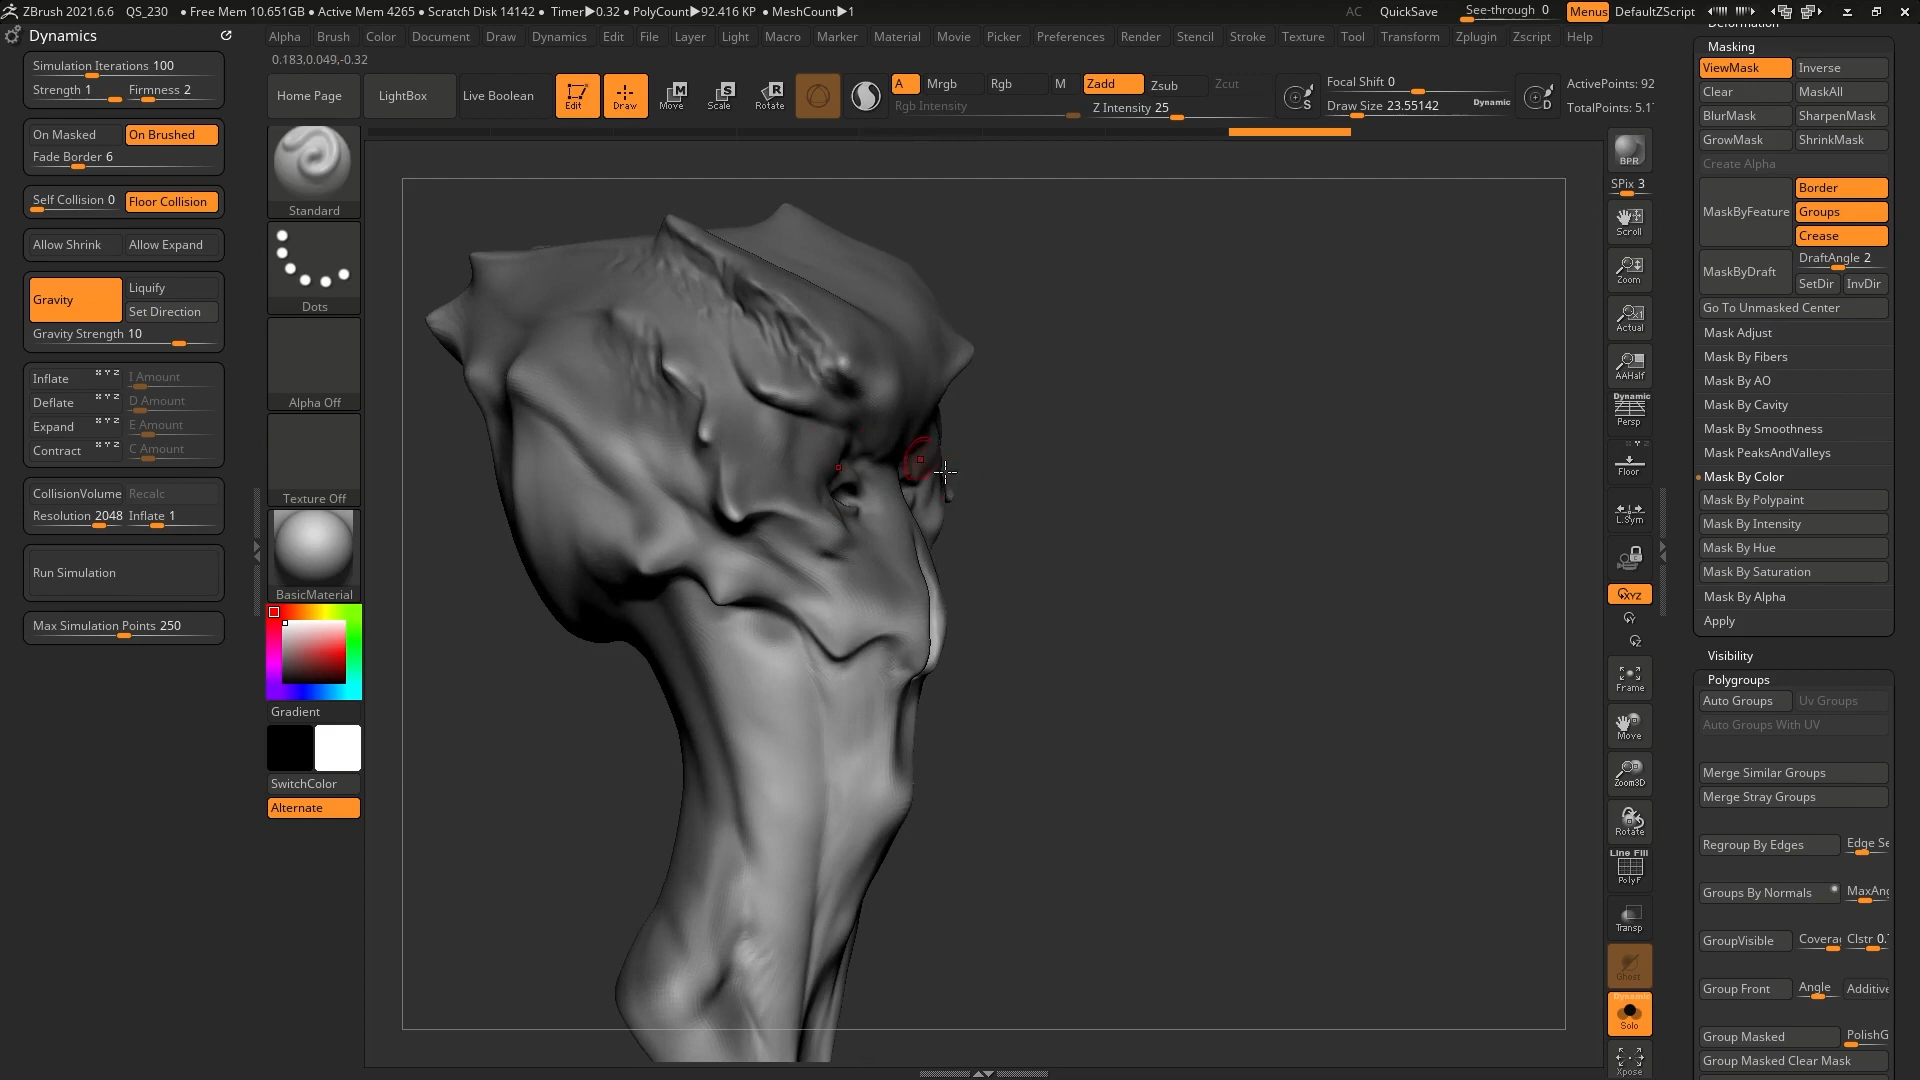 ZBrush 2021.6.6 QS_230 • Free Mem 10.651GB • Active Mem 4265 • Scratch Disk 14142 • Timer▶0.32 • PolyCount▶92.416 KP • MeshCount▶1
AC QuickSave See-through 0 Menus DefaultZScript
Dynamics
Alpha Brush Color Document Draw Dynamics Edit File Layer Light Macro Marker Material Movie Picker Preferences Render Stencil Stroke Texture Tool Transform Zplugin Zscript Help
0.183,0.049,-0.32
Home Page LightBox Live Boolean Edit Draw Move Scale Rotate
A Mrgb Rgb M Zadd Zsub Zcut
Rgb Intensity Z Intensity 25
S
Focal Shift 0
Draw Size 23.55142 Dynamic
D
ActivePoints: 92
TotalPoints: 5.1
Simulation Iterations 100
Strength 1 Firmness 2
On Masked On Brushed
Fade Border 6
Self Collision 0 Floor Collision
Allow Shrink Allow Expand
Gravity Liquify
Set Direction
Gravity Strength 10
Inflate X Y Z I Amount
Deflate X Y Z D Amount
Expand X Y Z E Amount
Contract X Y Z C Amount
CollisionVolume Recalc
Resolution 2048 Inflate 1
Run Simulation
Max Simulation Points 250
Standard
Dots
Alpha Off
Texture Off
BasicMaterial
Gradient
SwitchColor
Alternate
BPR
SPix 3
Scroll
Zoom
Actual
AAHalf
Dynamic
Persp
Floor
L.Sym
XYZ
Frame
Move
Zoom3D
Rotate
Line Fill
PolyF
Transp
Ghost
Dynamic
Solo
Xpose
Deformation
Masking
ViewMask Inverse
Clear MaskAll
BlurMask SharpenMask
GrowMask ShrinkMask
Create Alpha
MaskByFeature Border
Groups
Crease
MaskByDraft DraftAngle 2
SetDir InvDir
Go To Unmasked Center
Mask Adjust
Mask By Fibers
Mask By AO
Mask By Cavity
Mask By Smoothness
Mask PeaksAndValleys
Mask By Color
Mask By Polypaint
Mask By Intensity
Mask By Hue
Mask By Saturation
Mask By Alpha
Apply
Visibility
Polygroups
Auto Groups Uv Groups
Auto Groups With UV
Merge Similar Groups
Merge Stray Groups
Regroup By Edges Edge Se
Groups By Normals MaxAng
GroupVisible Covera Clstr 0.
Group Front Angle Additive
Group Masked PolishG
Group Masked Clear Mask